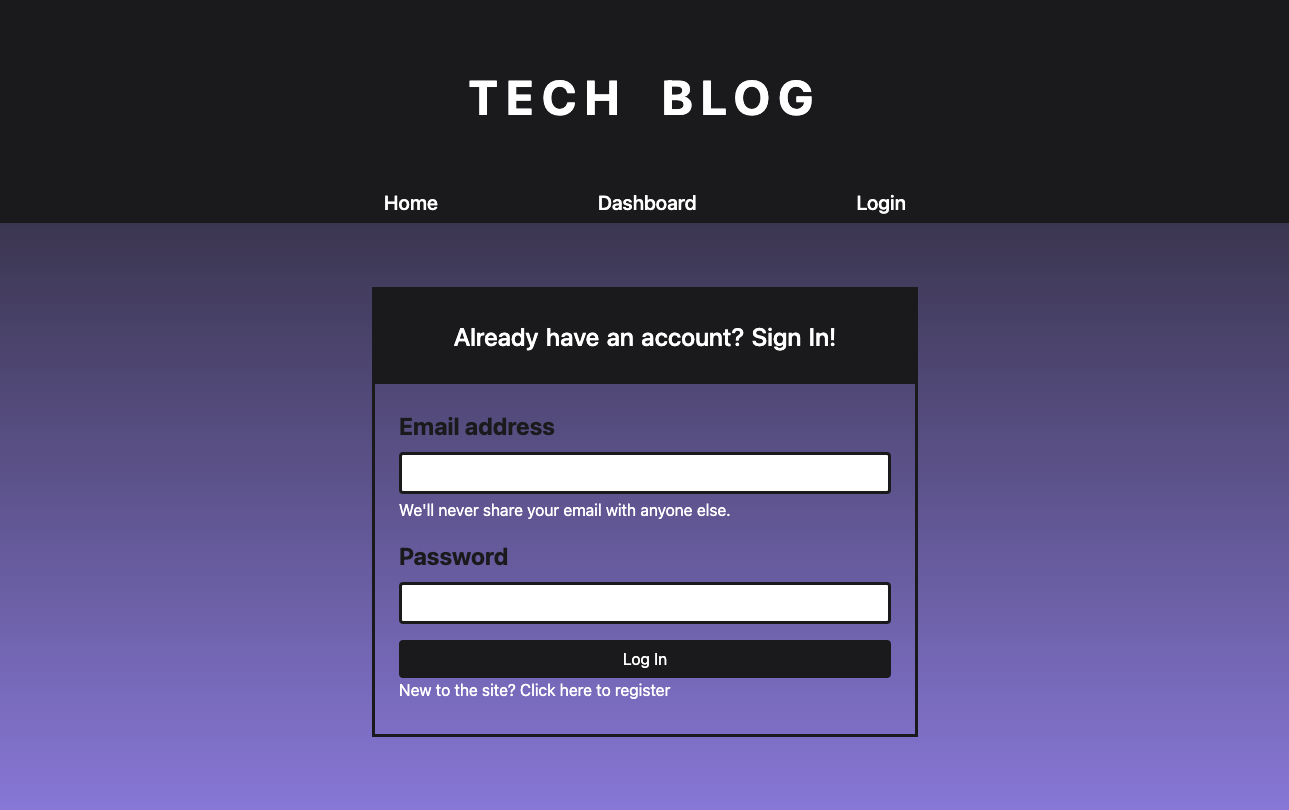 TECH BLOG
Home Dashboard Login
Already have an account? Sign In!
Email address
We'll never share your email with anyone else.
Password
Log In
New to the site? Click here to register